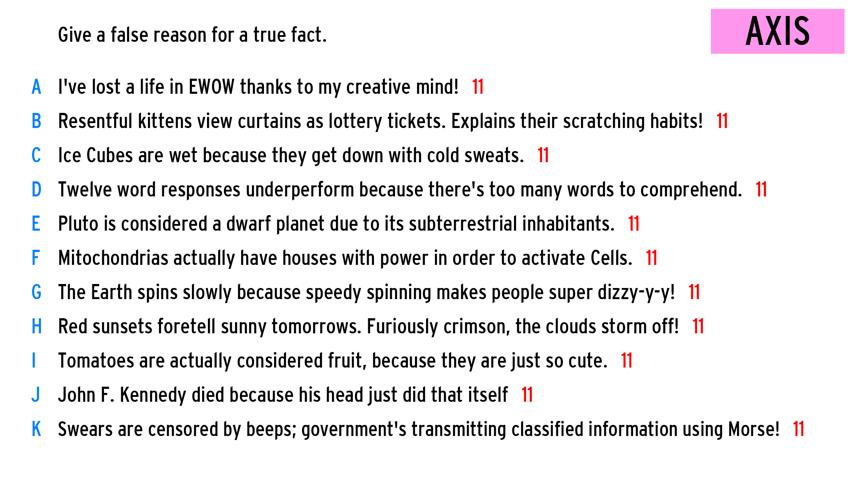 Give a false reason for a true fact.
AXIS
A I've lost a life in EWOW thanks to my creative mind! 11
B Resentful kittens view curtains as lottery tickets. Explains their scratching habits! 11
C Ice Cubes are wet because they get down with cold sweats. 11
D Twelve word responses underperform because there's too many words to comprehend. 11
E Pluto is considered a dwarf planet due to its subterrestrial inhabitants. 11
F Mitochondrias actually have houses with power in order to activate Cells. 11
G The Earth spins slowly because speedy spinning makes people super dizzy-y-y! 11
H Red sunsets foretell sunny tomorrows. Furiously crimson, the clouds storm off! 11
I Tomatoes are actually considered fruit, because they are just so cute. 11
J John F. Kennedy died because his head just did that itself 11
K Swears are censored by beeps; government's transmitting classified information using Morse! 11